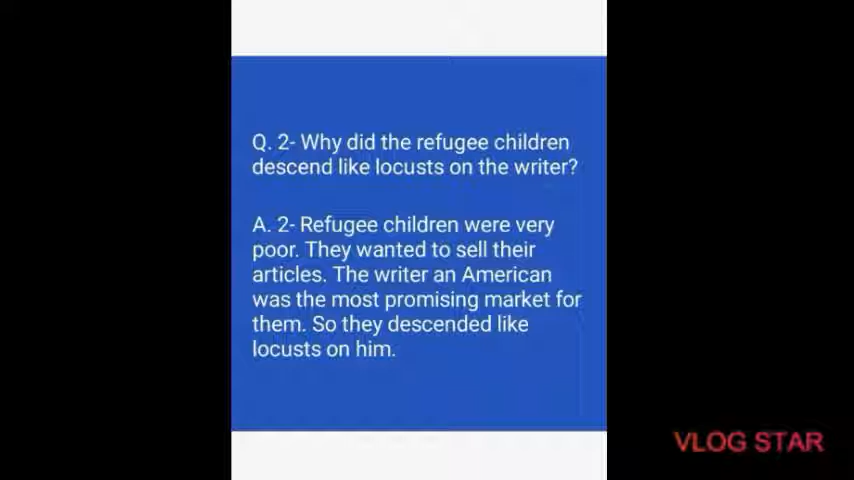 Q. 2- Why did the refugee children
descend like locusts on the writer?
A. 2- Refugee children were very
poor. They wanted to sell their
articles. The writer an American
was the most promising market for
them. So they descended like
locusts on him.
VLOG STAR